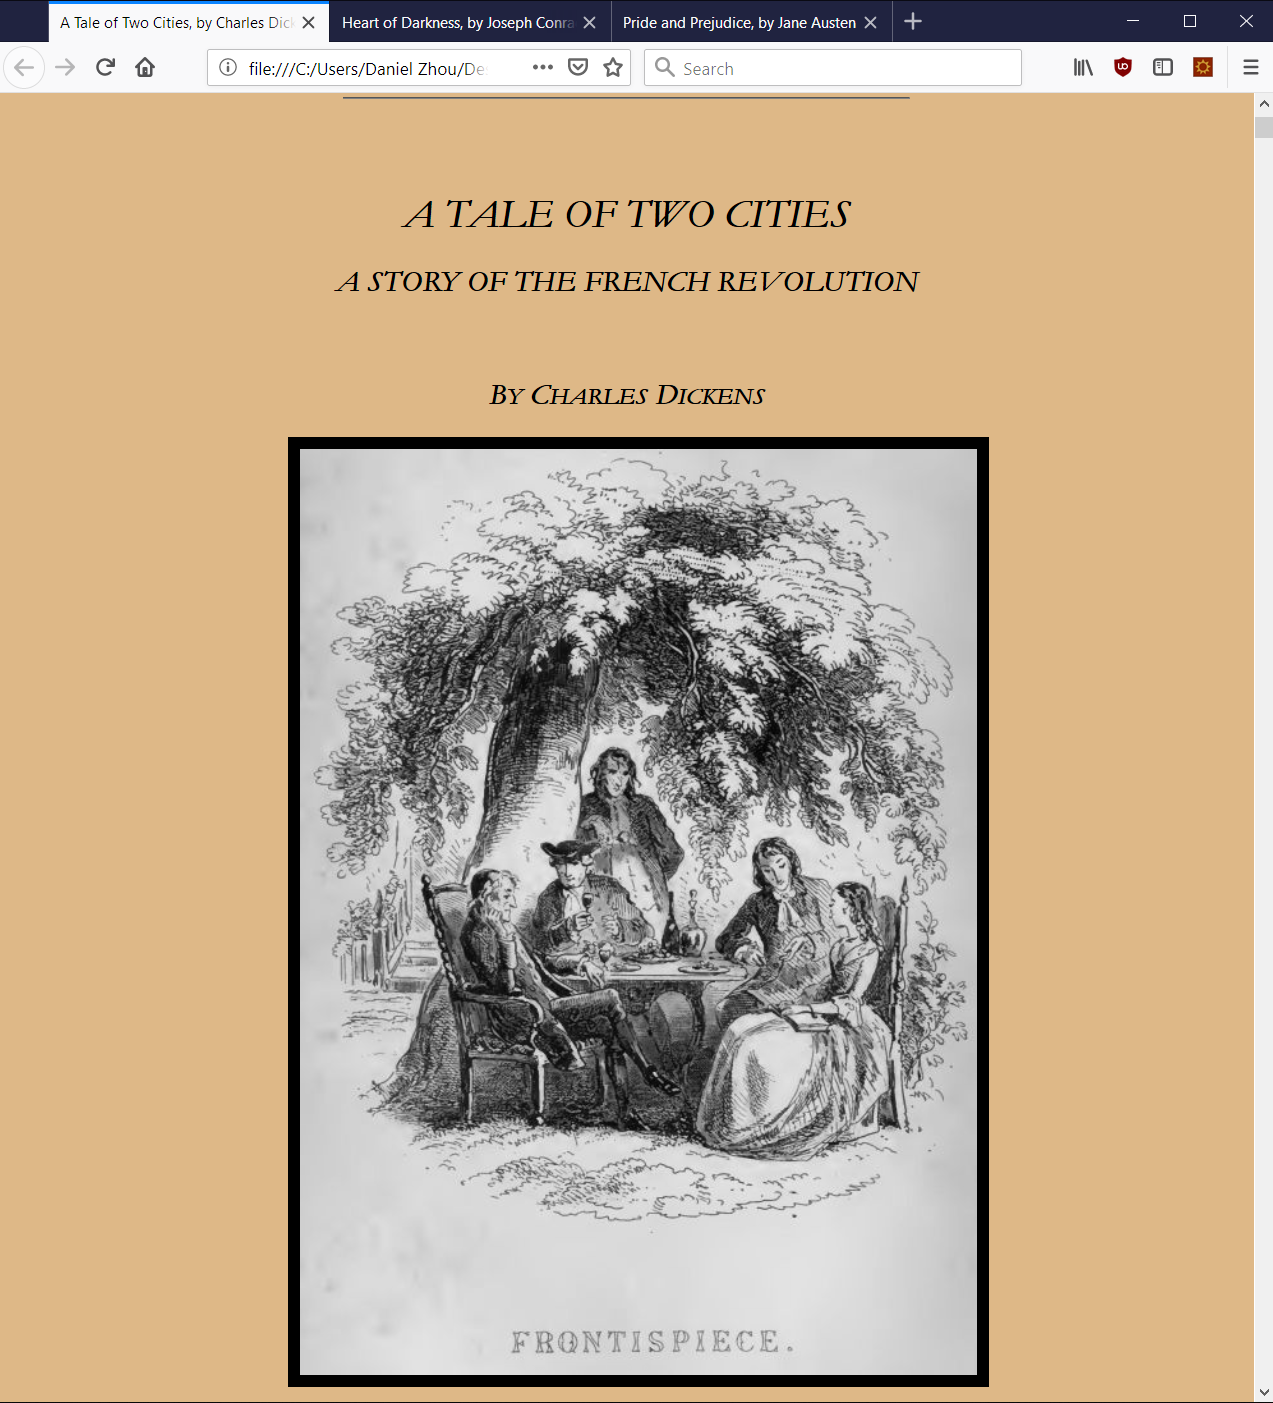 A Tale of Two Cities, by Charles Dick
Heart of Darkness, by Joseph Conra
Pride and Prejudice, by Jane Austen
file:///C:/Users/Daniel Zhou/De
Search
A TALE OF TWO CITIES
A STORY OF THE FRENCH REVOLUTION
BY CHARLES DICKENS
FRONTISPIECE.